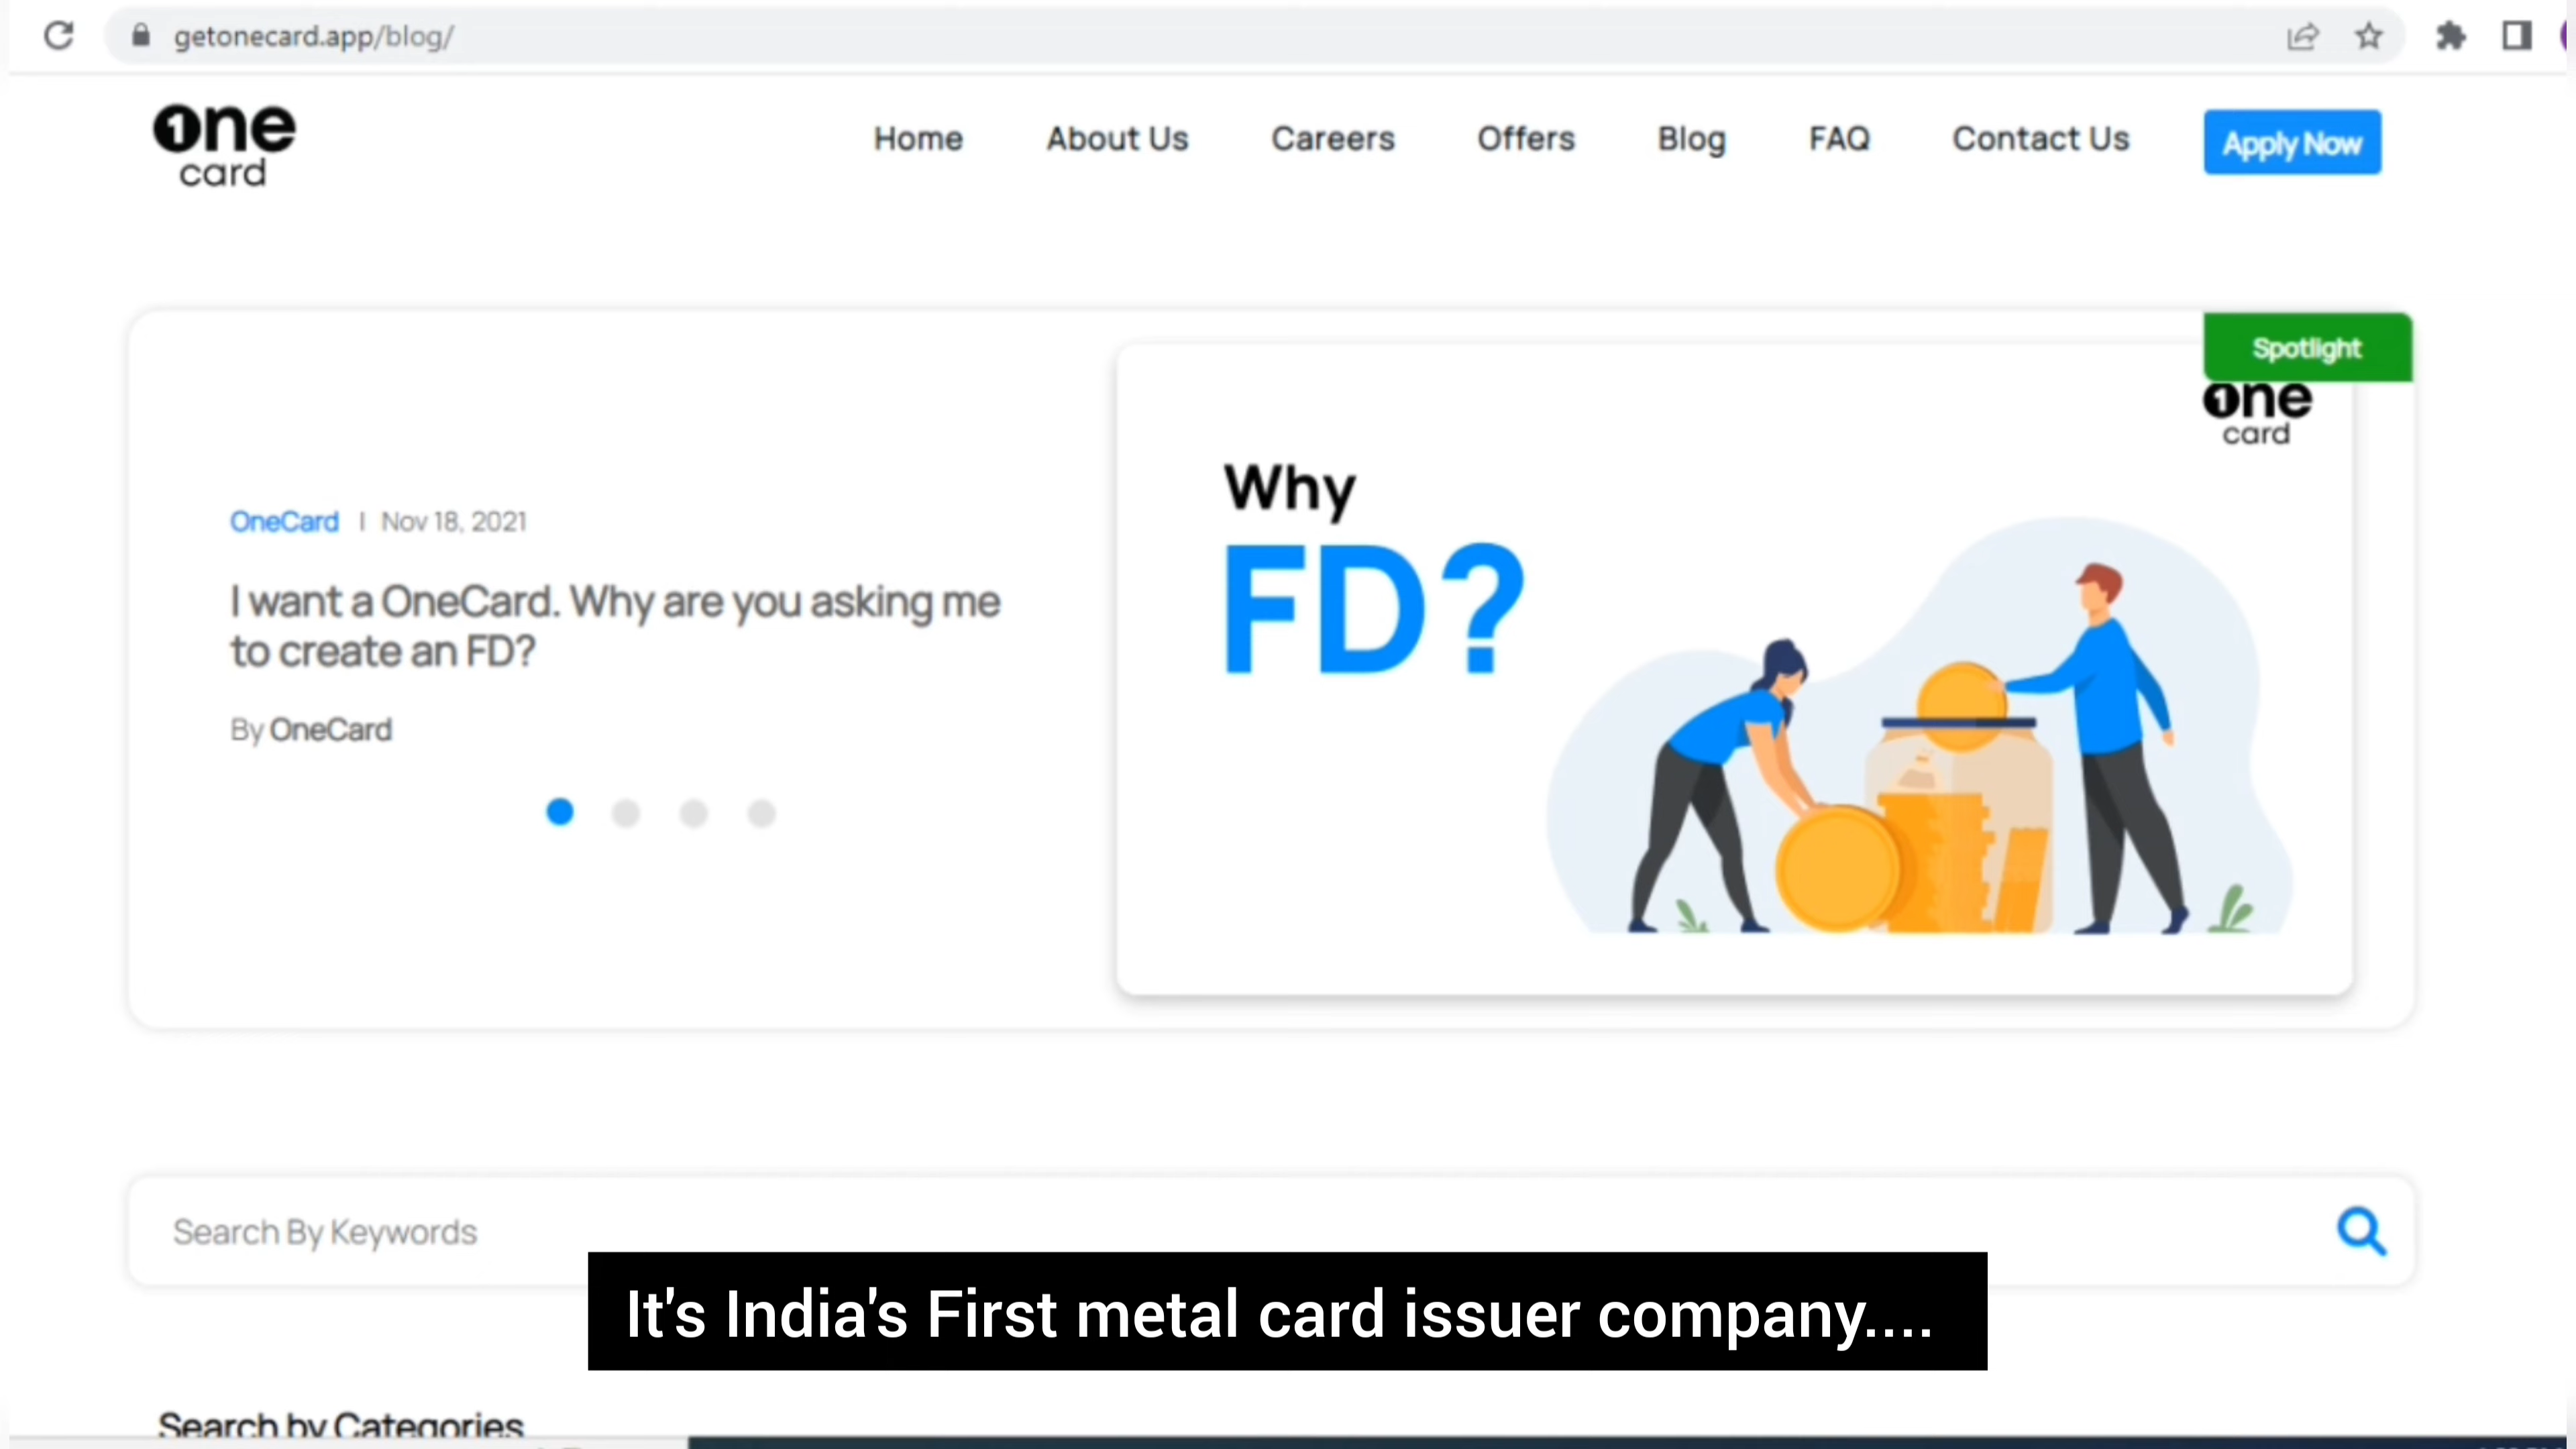 getonecard.app/blog/
one
card
Home About Us Careers Offers Blog FAQ Contact Us Apply Now
Spotlight
one
card
Why
FD?
OneCard | Nov 18, 2021
I want a OneCard. Why are you asking me
to create an FD?
By OneCard
Search By Keywords
It's India's First metal card issuer company....
Search by Categories